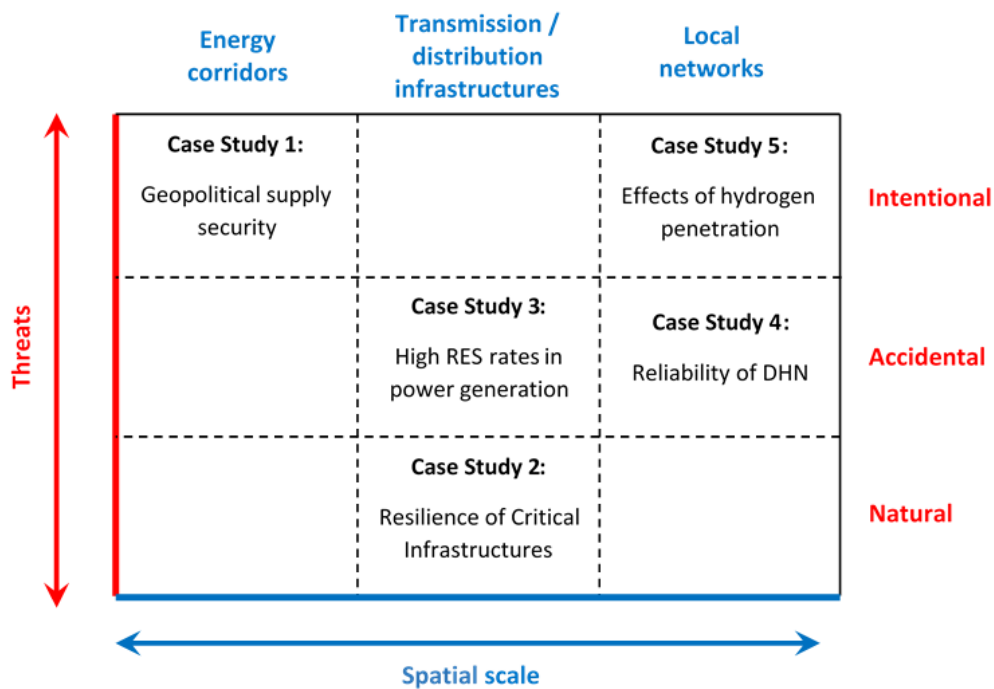 Energy
corridors
Transmission /
distribution
infrastructures
Local
networks
Case Study 1:
Geopolitical supply
security
Case Study 5:
Effects of hydrogen
penetration
Intentional
Threats
Case Study 3:
High RES rates in
power generation
Case Study 4:
Reliability of DHN
Accidental
Case Study 2:
Resilience of Critical
Infrastructures
Natural
Spatial scale